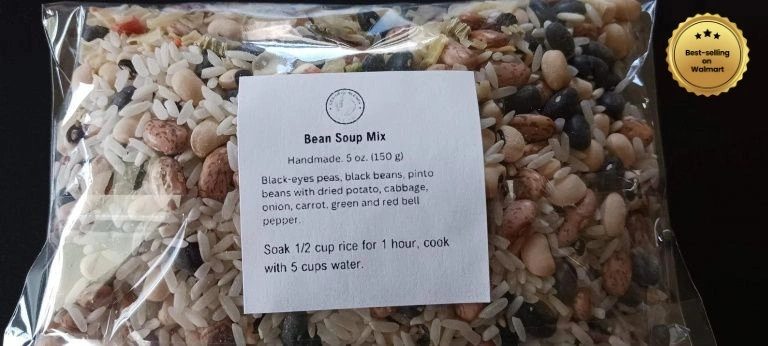 Bean Soup Mix
Handmade. 5 oz. (150 g)
Black-eyes peas, black beans, pinto
beans with dried potato, cabbage,
onion, carrot, green and red bell
pepper.
Soak 1/2 cup rice for 1 hour, cook
with 5 cups water.
Best-selling
on
Walmart